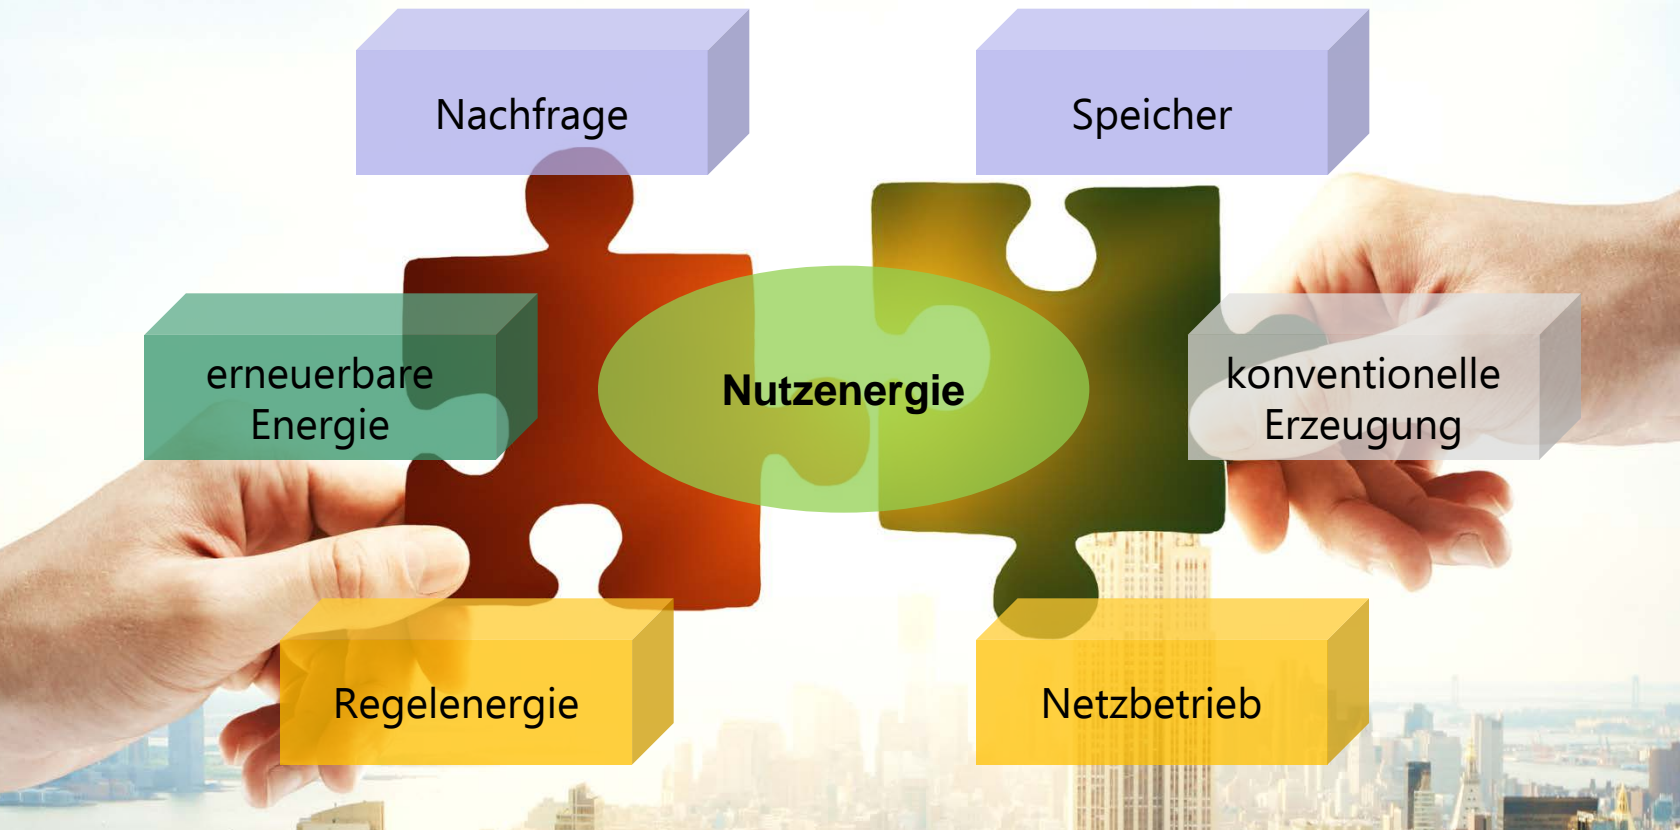 Nachfrage
Speicher
erneuerbare
Energie
Nutzenergie
konventionelle
Erzeugung
Regelenergie
Netzbetrieb